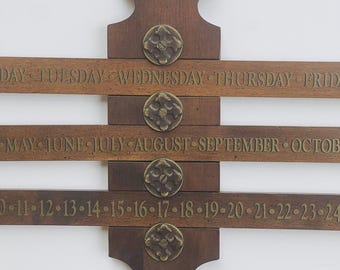 DAY · TUESDAY · WEDNESDAY · THURSDAY · FRID
· MAY · JUNE · JULY · AUGUST · SEPTEMBER · OCTOB
0 · 11 · 12 · 13 · 14 · 15 · 16 · 17 · 18 · 19 · 20 · 21 · 22 · 23 · 24